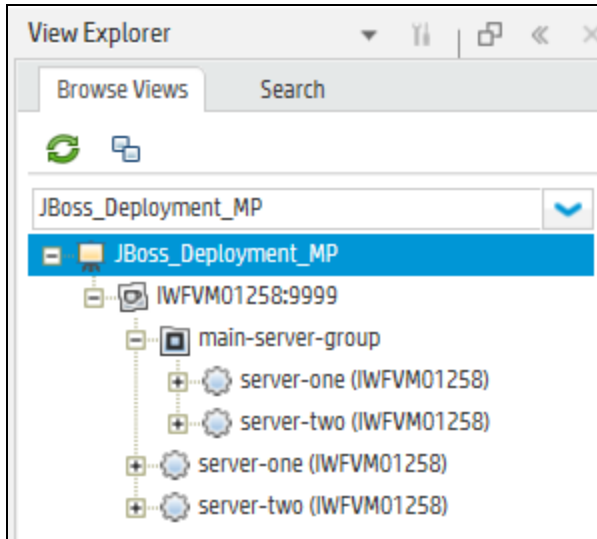 View Explorer
Browse Views Search
JBoss_Deployment_MP
JBoss_Deployment_MP
IWFVM01258:9999
main-server-group
server-one (IWFVM01258)
server-two (IWFVM01258)
server-one (IWFVM01258)
server-two (IWFVM01258)